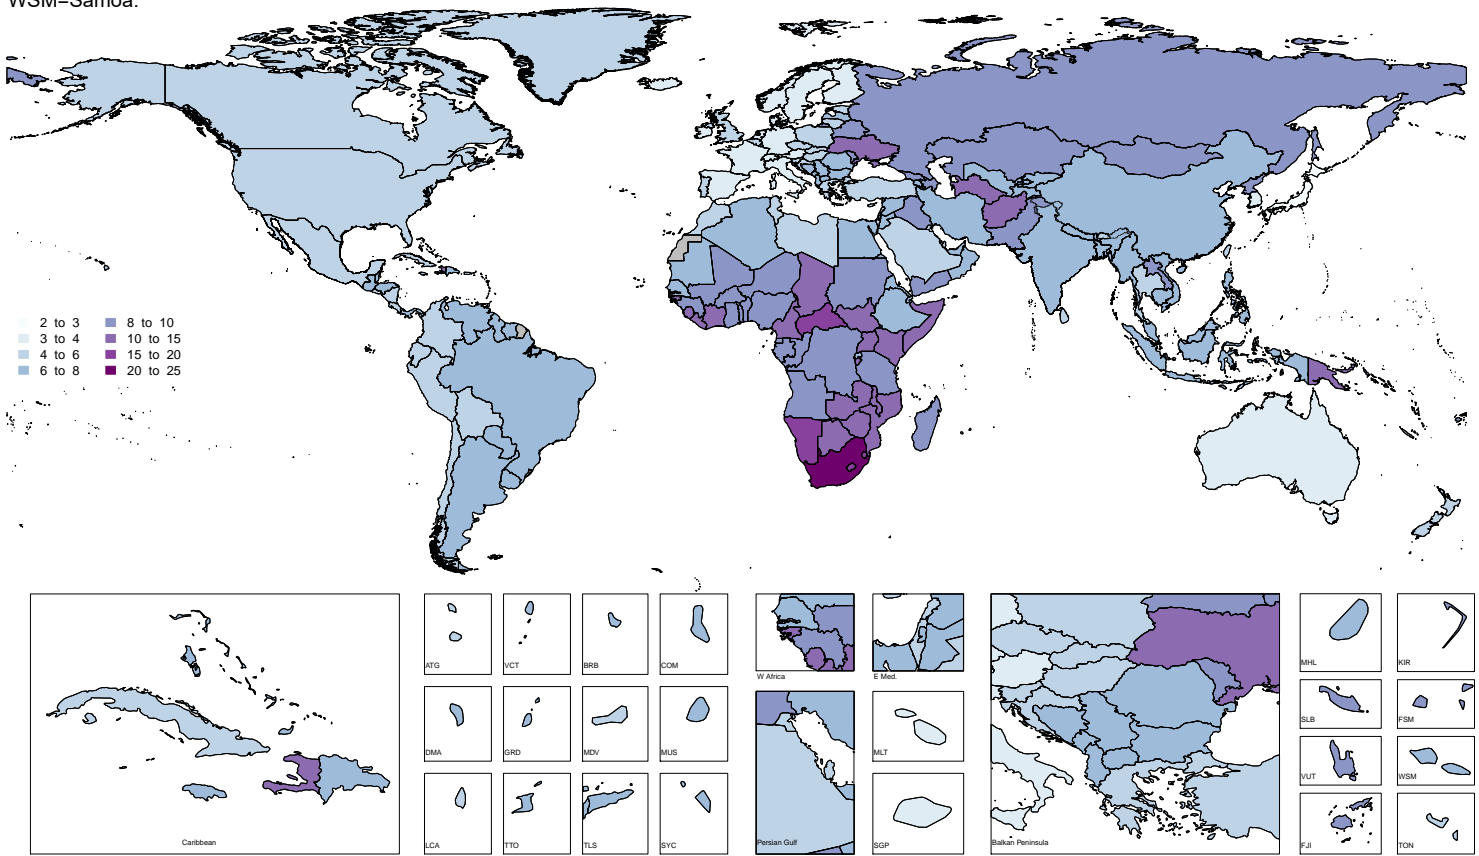 WSM=Samoa.
2 to 3
3 to 4
4 to 6
6 to 8
8 to 10
10 to 15
15 to 20
20 to 25
Caribbean
ATG
VCT
BRB
COM
DMA
GRD
MDV
MUS
LCA
TTO
TLS
SYC
W Africa
E Med.
Persian Gulf
MLT
SGP
Balkan Peninsula
MHL
KIR
SLB
FSM
VUT
WSM
FJI
TON